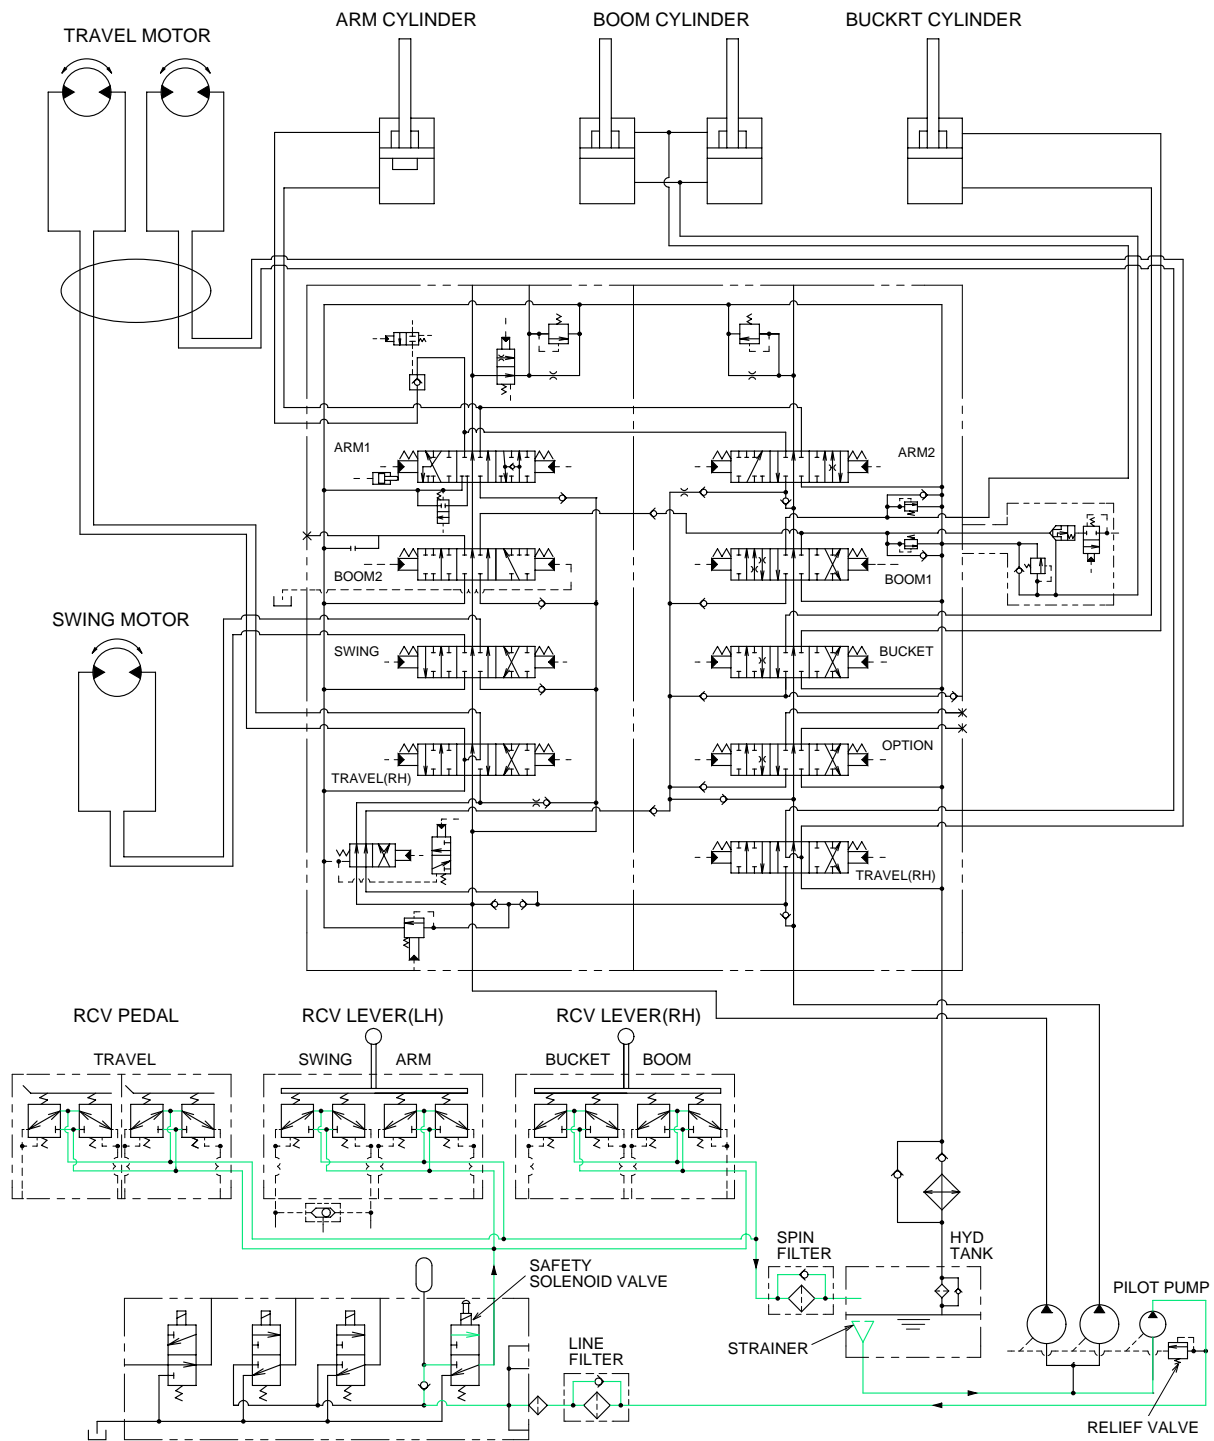 ARM CYLINDER
BOOM CYLINDER
BUCKRT CYLINDER
TRAVEL MOTOR
ARM1
ARM2
BOOM2
BOOM1
SWING MOTOR
SWING
BUCKET
OPTION
TRAVEL(RH)
TRAVEL(RH)
RCV PEDAL
RCV LEVER(LH)
RCV LEVER(RH)
TRAVEL
SWING
ARM
BUCKET
BOOM
SPIN
FILTER
HYD
TANK
SAFETY
SOLENOID VALVE
PILOT PUMP
LINE
FILTER
STRAINER
RELIEF VALVE